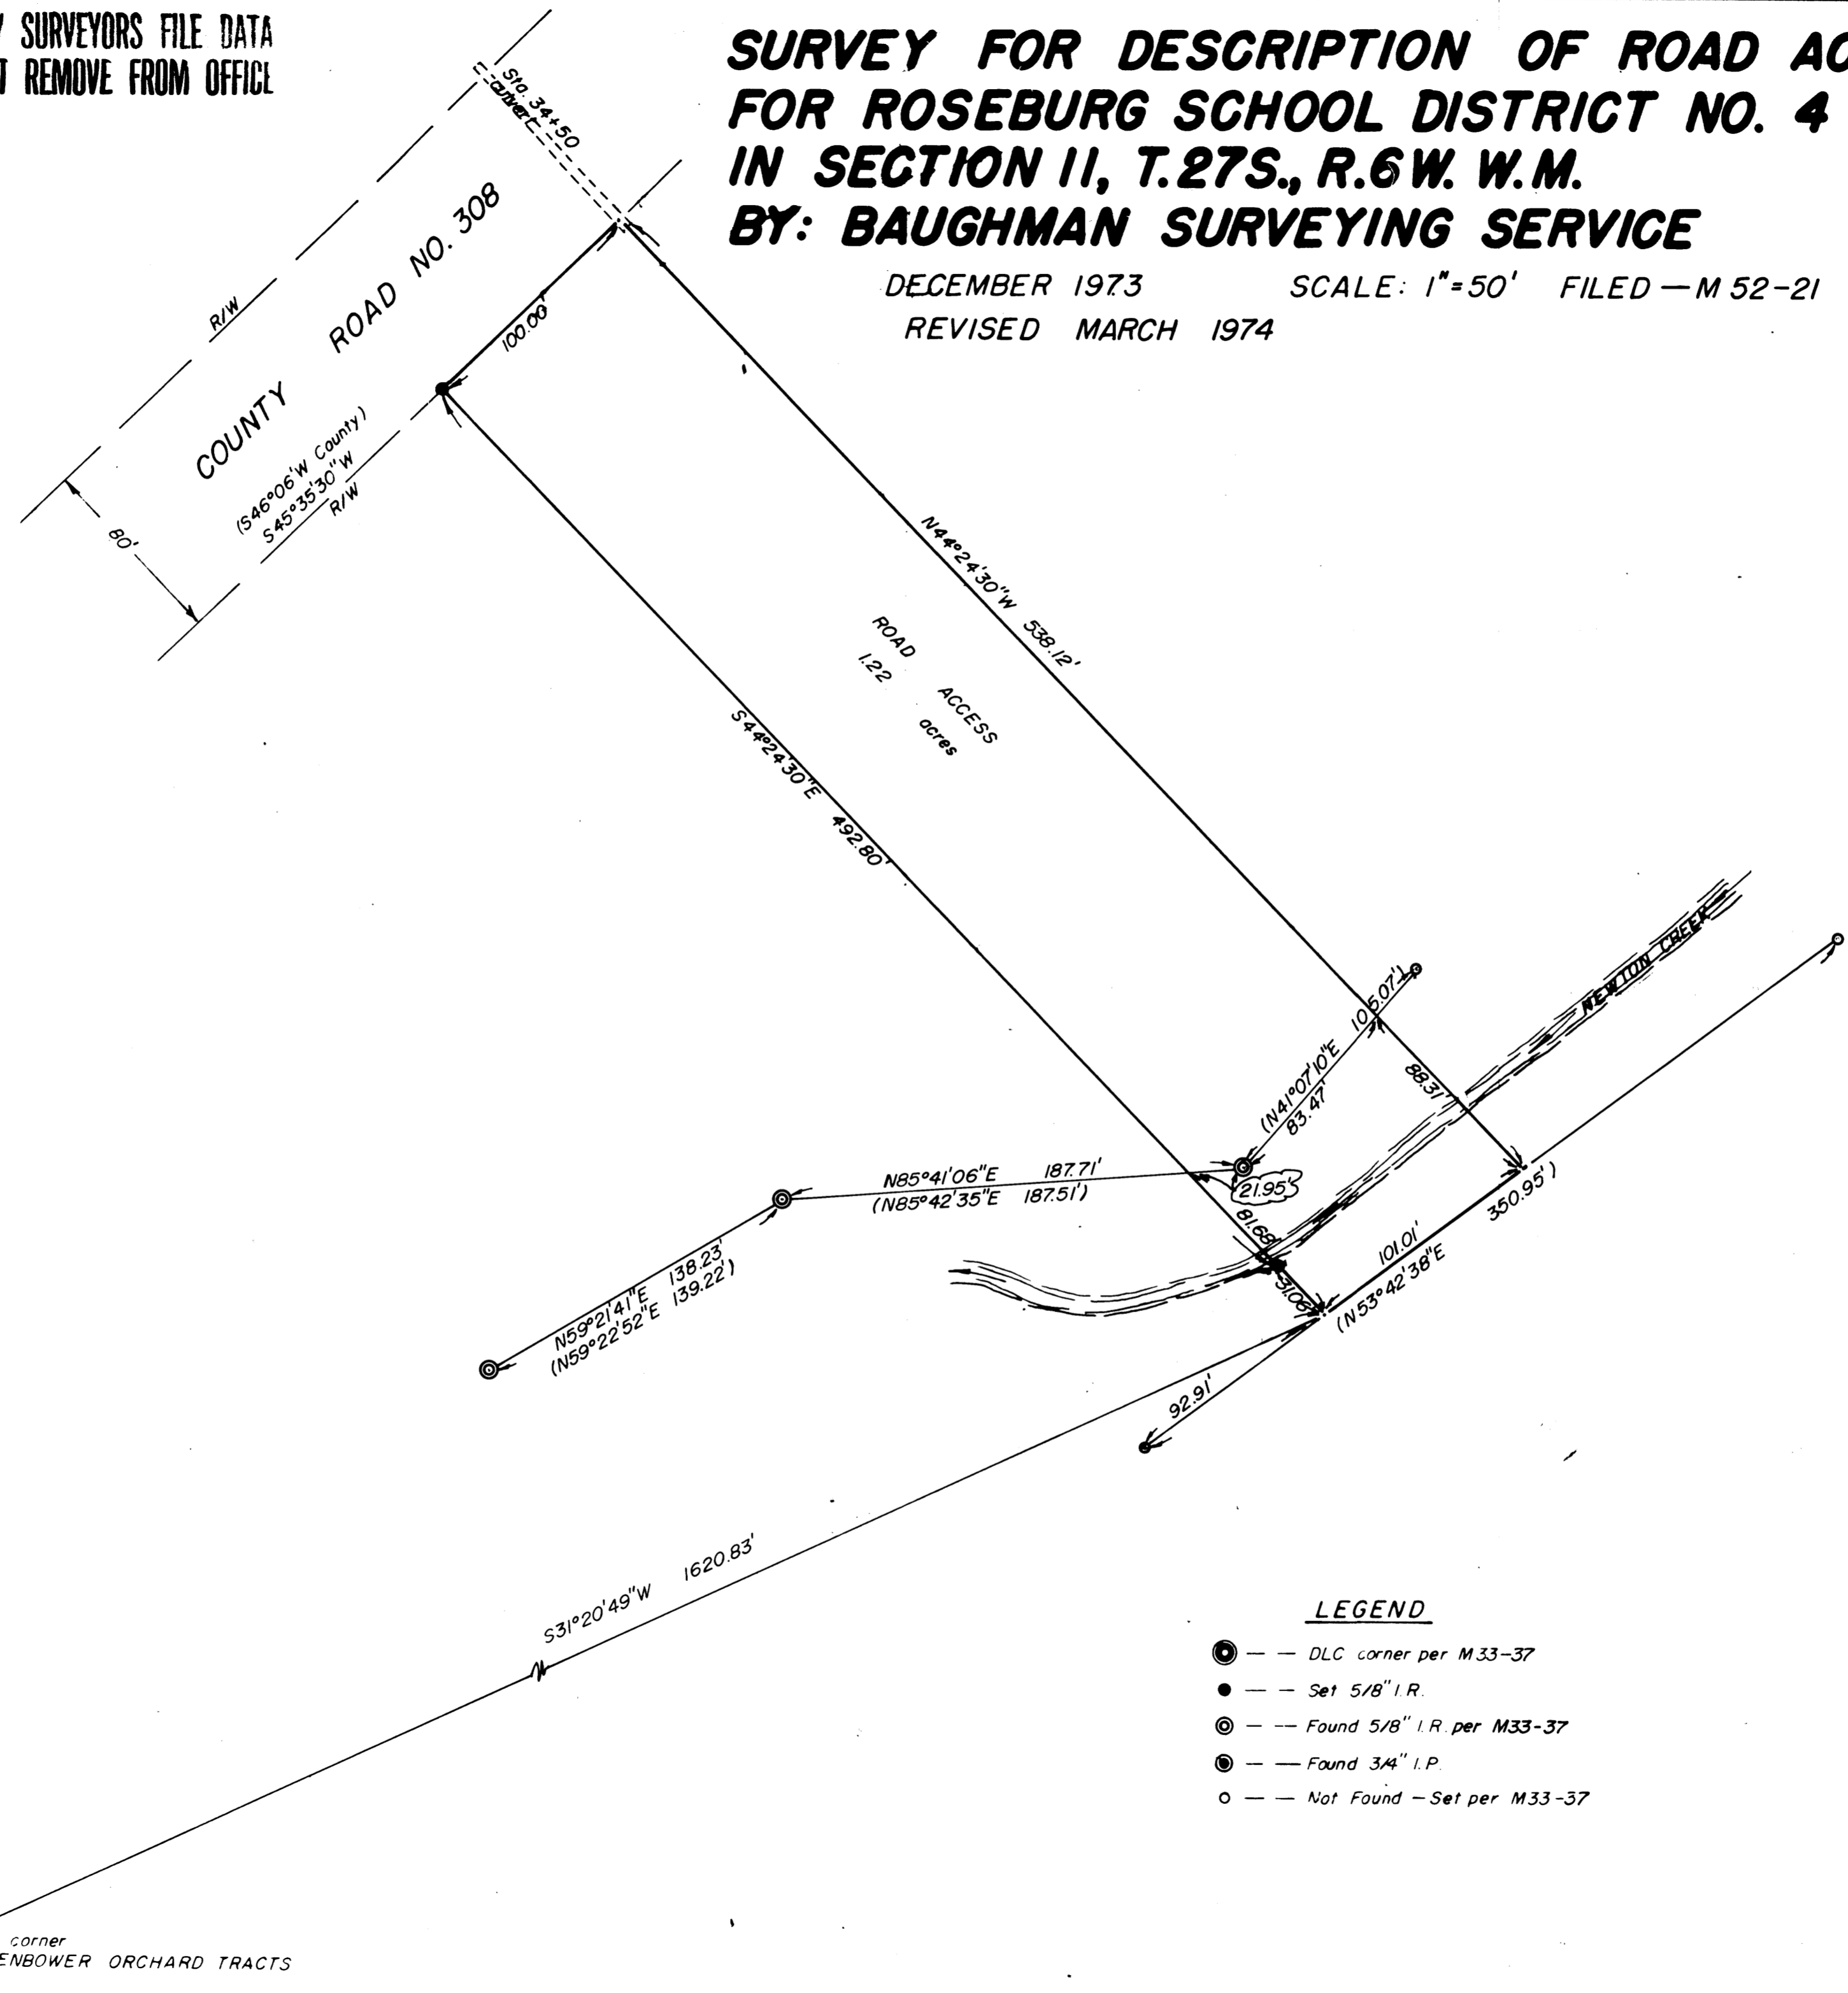 SURVEYORS FILE DATA
REMOVE FROM OFFICE
SURVEY FOR DESCRIPTION OF ROAD AC
FOR ROSEBURG SCHOOL DISTRICT NO. 4
IN SECTION 11, T.27S., R.6W. W.M.
BY: BAUGHMAN SURVEYING SERVICE
DECEMBER 1973 SCALE: 1"=50' FILED — M 52-21
REVISED MARCH 1974
Sta. 34+50
culvert
R/W
COUNTY ROAD NO. 308
100.00'
(S46°06'W County)
S45°35'30"W
R/W
80'
N44°24'30"W 538.12'
ROAD ACCESS
1.22 acres
S44°24'30"E 492.80'
NEWTON CREEK
105.07')
(N41°07'10"E
83.47'
88.31'
N85°41'06"E 187.71'
(N85°42'35"E 187.51')
21.95'
81.68'
31.06'
350.95')
101.01'
(N53°42'38"E
N59°21'41"E 138.23'
(N59°22'52"E 139.22')
92.91'
S31°20'49"W 1620.83'
LEGEND
DLC corner per M33-37
Set 5/8" I.R.
Found 5/8" I.R. per M33-37
Found 3/4" I.P.
Not Found — Set per M33-37
corner
ENBOWER ORCHARD TRACTS